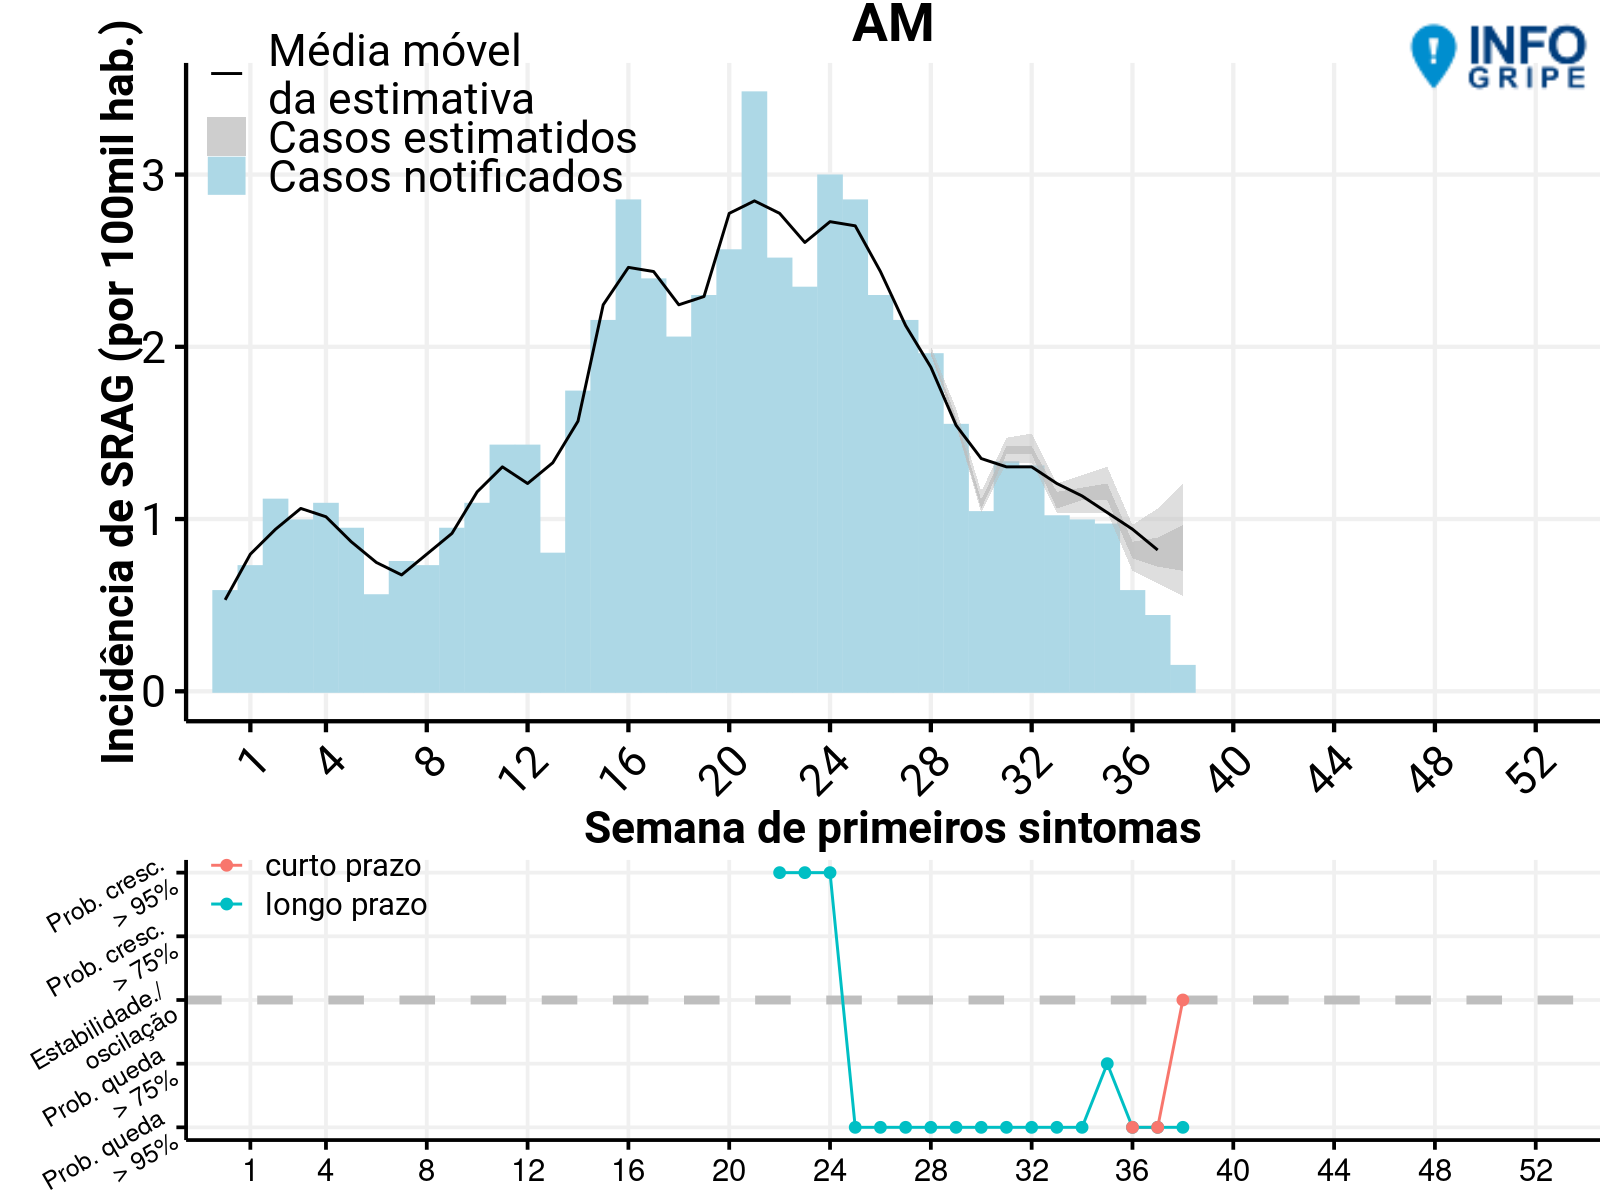 AM
INFO
GRIPE
Média móvel
da estimativa
Casos estimatidos
Casos notificados
Incidência de SRAG (por 100mil hab.)
3
2
1
0
1 4 8 12 16 20 24 28 32 36 40 44 48 52
Semana de primeiros sintomas
curto prazo
longo prazo
Prob. cresc.
> 95%
Prob. cresc.
> 75%
Estabilidade./
oscilação
Prob. queda
> 75%
Prob. queda
> 95%
1 4 8 12 16 20 24 28 32 36 40 44 48 52